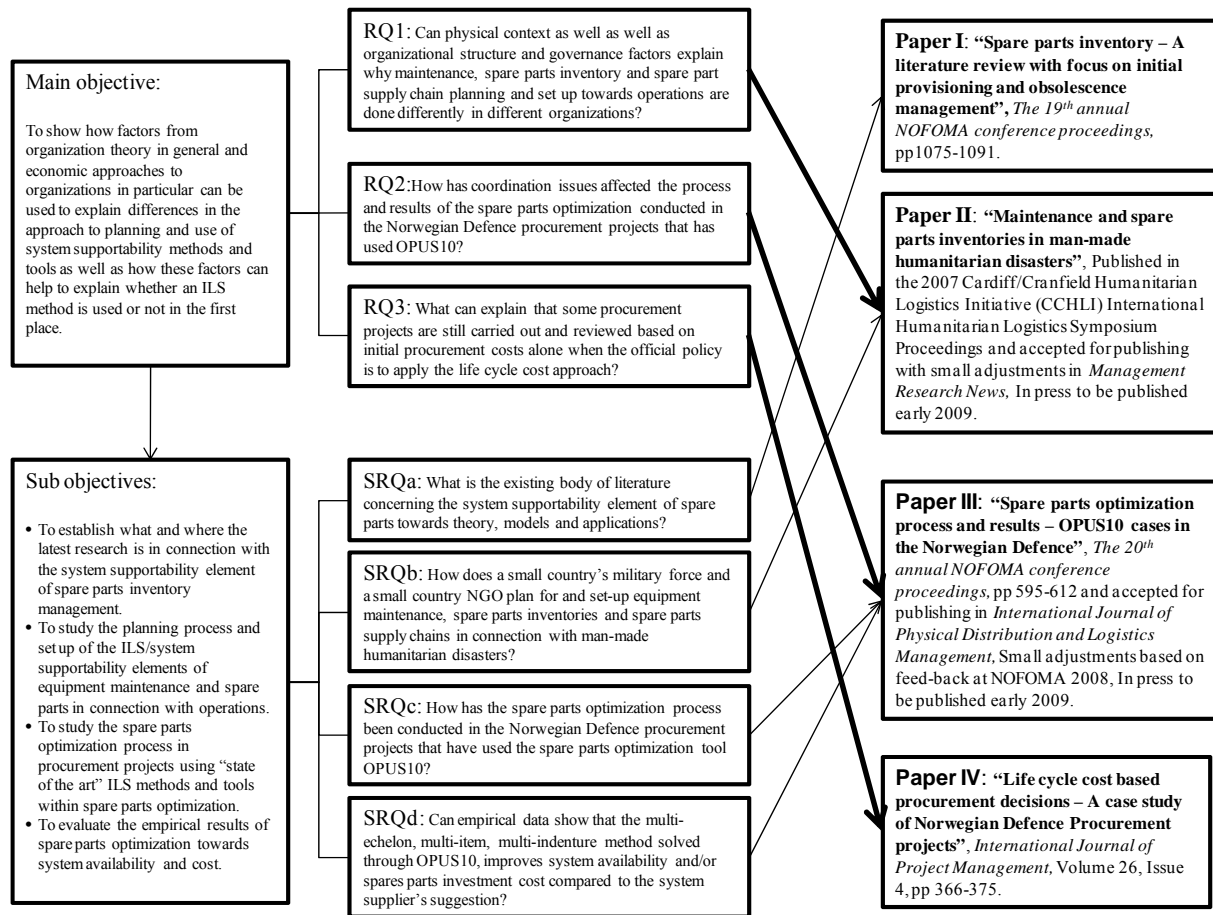 Main objective:
To show how factors from
organization theory in general and
economic approaches to
organizations in particular can be
used to explain differences in the
approach to planning and use of
system supportability methods and
tools as well as how these factors can
help to explain whether an ILS
method is used or not in the first
place.
Sub objectives:
• To establish what and where the
latest research is in connection with
the system supportability element
of spare parts inventory
management.
• To study the planning process and
set up of the ILS/system
supportability elements of
equipment maintenance and spare
parts in connection with operations.
• To study the spare parts
optimization process in
procurement projects using “state
of the art” ILS methods and tools
within spare parts optimization.
• To evaluate the empirical results of
spare parts optimization towards
system availability and cost.
RQ1: Can physical context as well as well as
organizational structure and governance factors explain
why maintenance, spare parts inventory and spare part
supply chain planning and set up towards operations are
done differently in different organizations?
RQ2:How has coordination issues affected the process
and results of the spare parts optimization conducted in
the Norwegian Defence procurement projects that has
used OPUS10?
RQ3: What can explain that some procurement
projects are still carried out and reviewed based on
initial procurement costs alone when the official policy
is to apply the life cycle cost approach?
SRQa: What is the existing body of literature
concerning the system supportability element of spare
parts towards theory, models and applications?
SRQb: How does a small country’s military force and
a small country NGO plan for and set-up equipment
maintenance, spare parts inventories and spare parts
supply chains in connection with man-made
humanitarian disasters?
SRQc: How has the spare parts optimization process
been conducted in the Norwegian Defence procurement
projects that have used the spare parts optimization tool
OPUS10?
SRQd: Can empirical data show that the multi-
echelon, multi-item, multi-indenture method solved
through OPUS10, improves system availability and/or
spares parts investment cost compared to the system
supplier’s suggestion?
Paper I: “Spare parts inventory – A
literature review with focus on initial
provisioning and obsolescence
management”, The 19th annual
NOFOMA conference proceedings,
pp1075-1091.
Paper II: “Maintenance and spare
parts inventories in man-made
humanitarian disasters”, Published in
the 2007 Cardiff/Cranfield Humanitarian
Logistics Initiative (CCHLI) International
Humanitarian Logistics Symposium
Proceedings and accepted for publishing
with small adjustments in Management
Research News, In press to be published
early 2009.
Paper III: “Spare parts optimization
process and results – OPUS10 cases in
the Norwegian Defence”, The 20th
annual NOFOMA conference
proceedings, pp 595-612 and accepted for
publishing in International Journal of
Physical Distribution and Logistics
Management, Small adjustments based on
feed-back at NOFOMA 2008, In press to
be published early 2009.
Paper IV: “Life cycle cost based
procurement decisions – A case study
of Norwegian Defence Procurement
projects”, International Journal of
Project Management, Volume 26, Issue
4, pp 366-375.